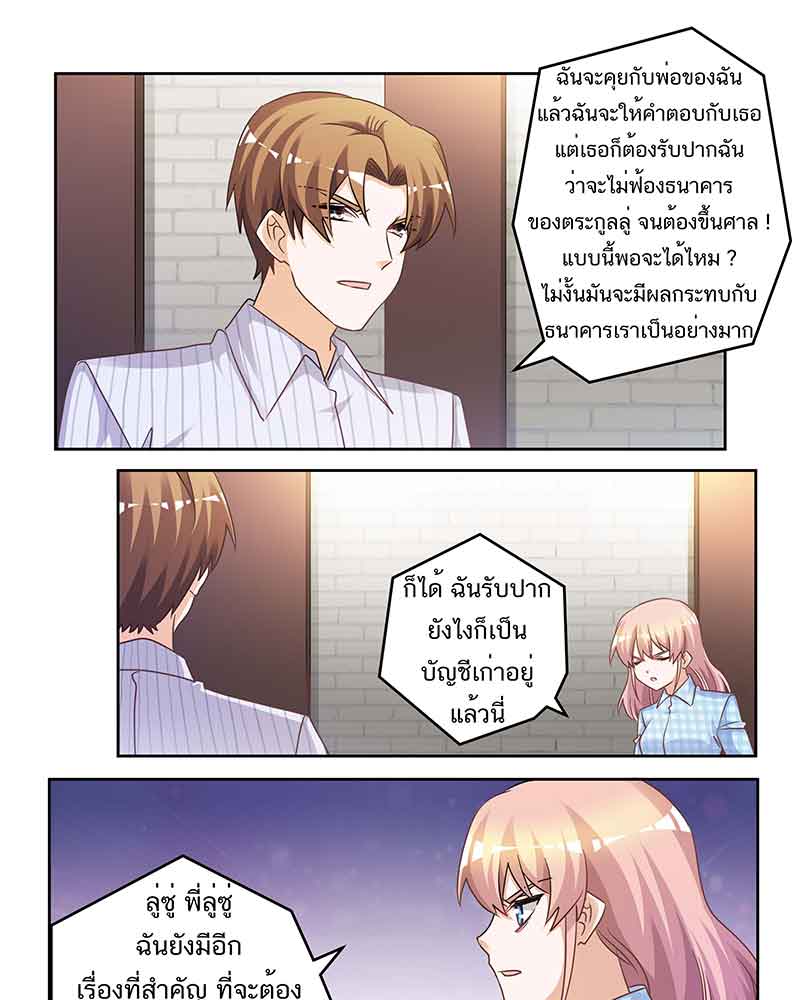 ฉันจะคุยกับพ่อของฉัน
แล้วฉันจะให้คำตอบกับเธอ
แต่เธอก็ต้องรับปากฉัน
ว่าจะไม่ฟ้องธนาคาร
ของตระกูลลู่ จนต้องขึ้นศาล !
แบบนี้พอจะได้ไหม ?
ไม่งั้นมันจะมีผลกระทบกับ
ธนาคารเราเป็นอย่างมาก
ก็ได้ ฉันรับปาก
ยังไงก็เป็น
บัญชีเก่าอยู่
แล้วนี่
ลู่ซู่ พี่ลู่ซู่
ฉันยังมีอีก
เรื่องที่สำคัญ ที่จะต้อง